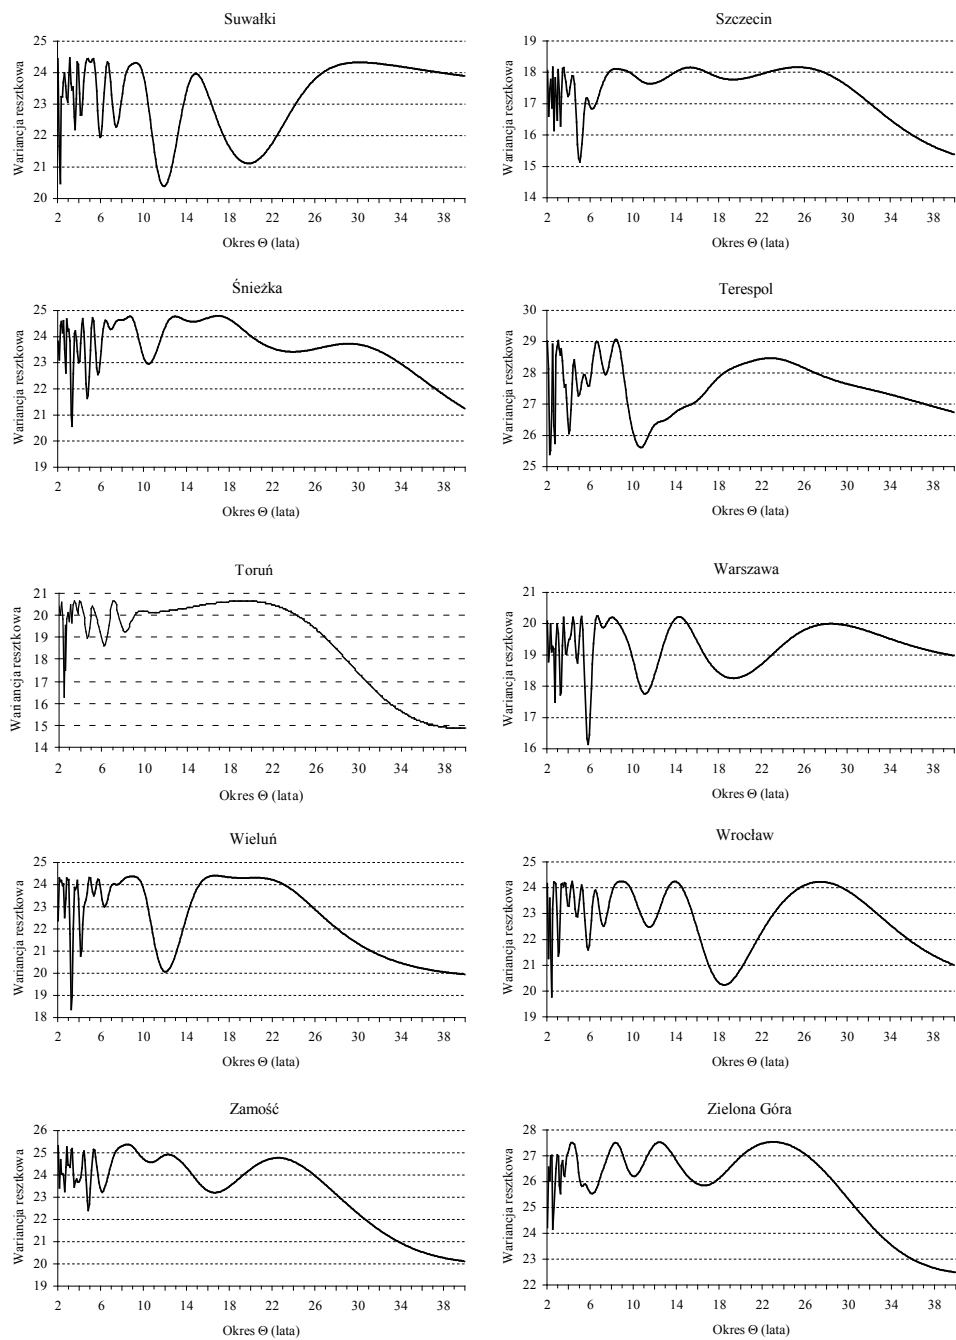 Suwałki
Wariancja resztkowa
25
24
23
22
21
20
2 6 10 14 18 22 26 30 34 38
Okres Θ (lata)
Szczecin
Wariancja resztkowa
19
18
17
16
15
14
2 6 10 14 18 22 26 30 34 38
Okres Θ (lata)
Śnieżka
Wariancja resztkowa
25
24
23
22
21
20
19
2 6 10 14 18 22 26 30 34 38
Okres Θ (lata)
Terespol
Wariancja resztkowa
30
29
28
27
26
25
2 6 10 14 18 22 26 30 34 38
Okres Θ (lata)
Toruń
Wariancja resztkowa
21
20
19
18
17
16
15
14
2 6 10 14 18 22 26 30 34 38
Okres Θ (lata)
Warszawa
Wariancja resztkowa
21
20
19
18
17
16
2 6 10 14 18 22 26 30 34 38
Okres Θ (lata)
Wieluń
Wariancja resztkowa
25
24
23
22
21
20
19
18
2 6 10 14 18 22 26 30 34 38
Okres Θ (lata)
Wrocław
Wariancja resztkowa
25
24
23
22
21
20
19
2 6 10 14 18 22 26 30 34 38
Okres Θ (lata)
Zamość
Wariancja resztkowa
26
25
24
23
22
21
20
19
2 6 10 14 18 22 26 30 34 38
Okres Θ (lata)
Zielona Góra
Wariancja resztkowa
28
27
26
25
24
23
22
2 6 10 14 18 22 26 30 34 38
Okres Θ (lata)